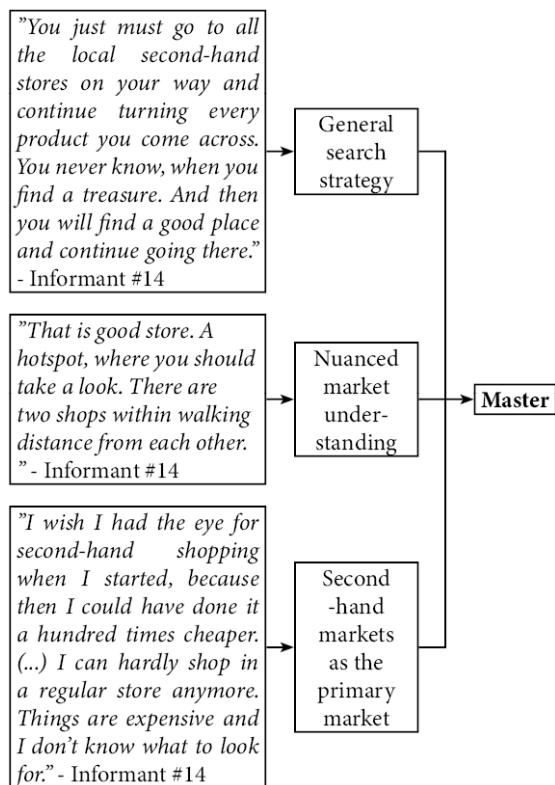 ”You just must go to all
the local second-hand
stores on your way and
continue turning every
product you come across.
You never know, when you
find a treasure. And then
you will find a good place
and continue going there.”
- Informant #14
General
search
strategy
”That is good store. A
hotspot, where you should
take a look. There are
two shops within walking
distance from each other.
” - Informant #14
Nuanced
market
under-
standing
Master
”I wish I had the eye for
second-hand shopping
when I started, because
then I could have done it
a hundred times cheaper.
(...) I can hardly shop in
a regular store anymore.
Things are expensive and
I don’t know what to look
for.” - Informant #14
Second
-hand
markets
as the
primary
market